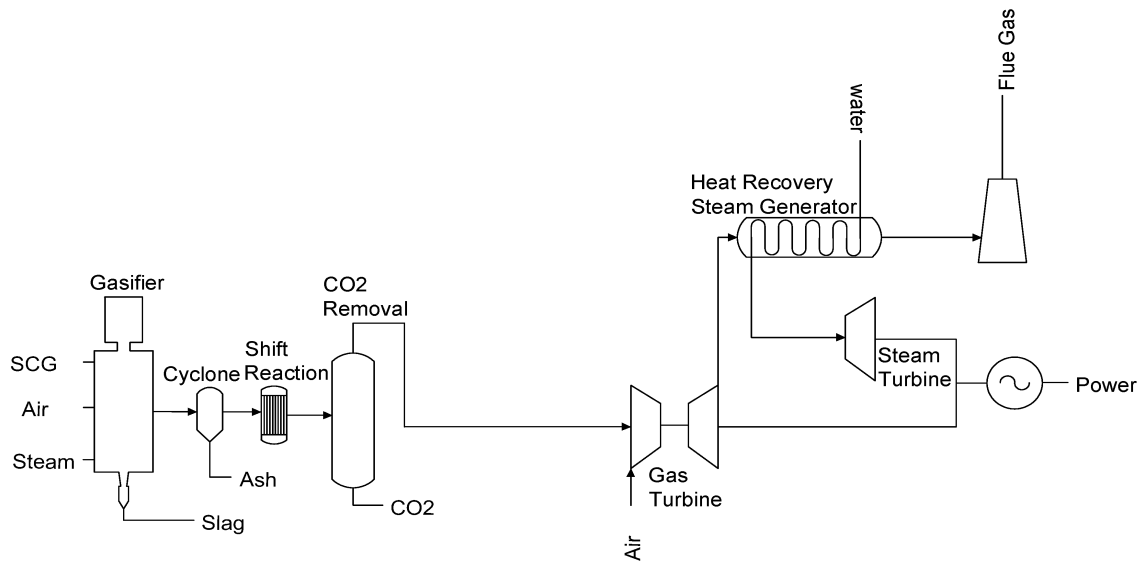 Flue Gas
water
Heat Recovery
Steam Generator
Gasifier
CO2
Removal
SCG
Cyclone
Shift
Reaction
Steam
Turbine
Power
Air
Steam
Ash
Gas
Turbine
CO2
Slag
Air